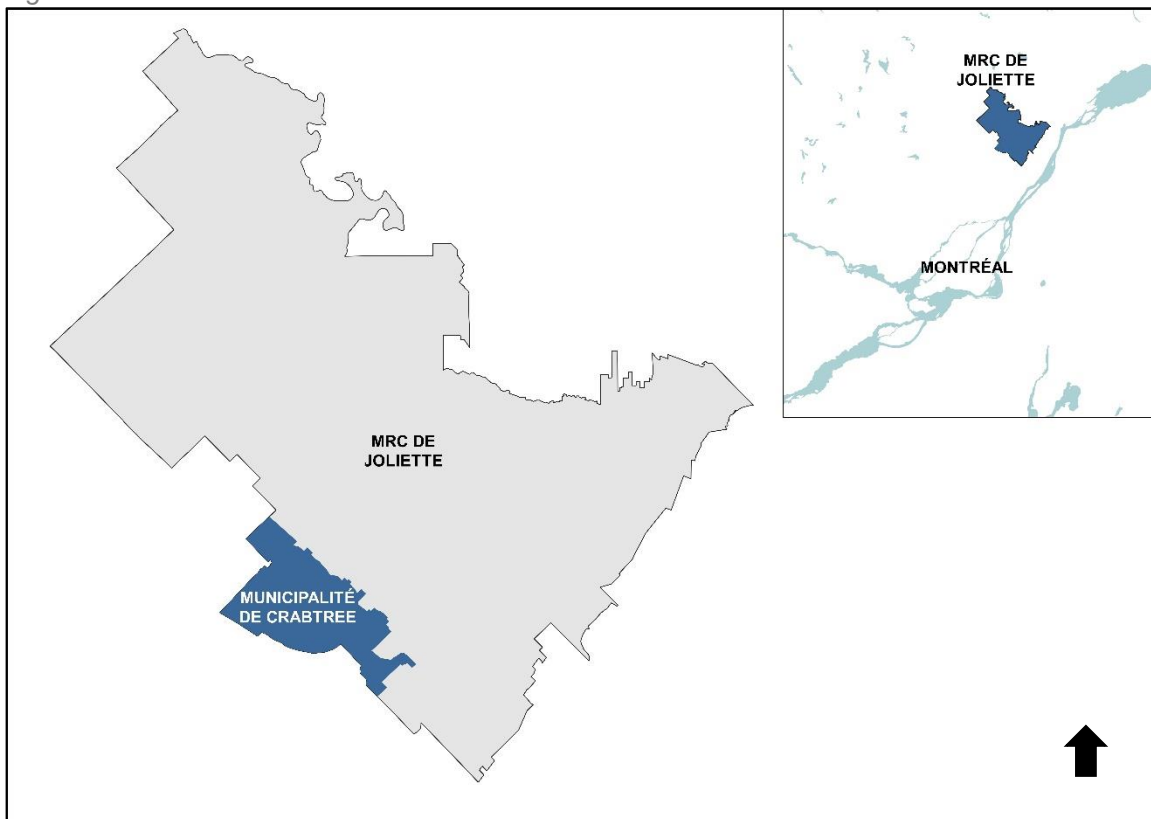 MRC DE
JOLIETTE
MUNICIPALITÉ
DE CRABTREE
MRC DE
JOLIETTE
MONTRÉAL